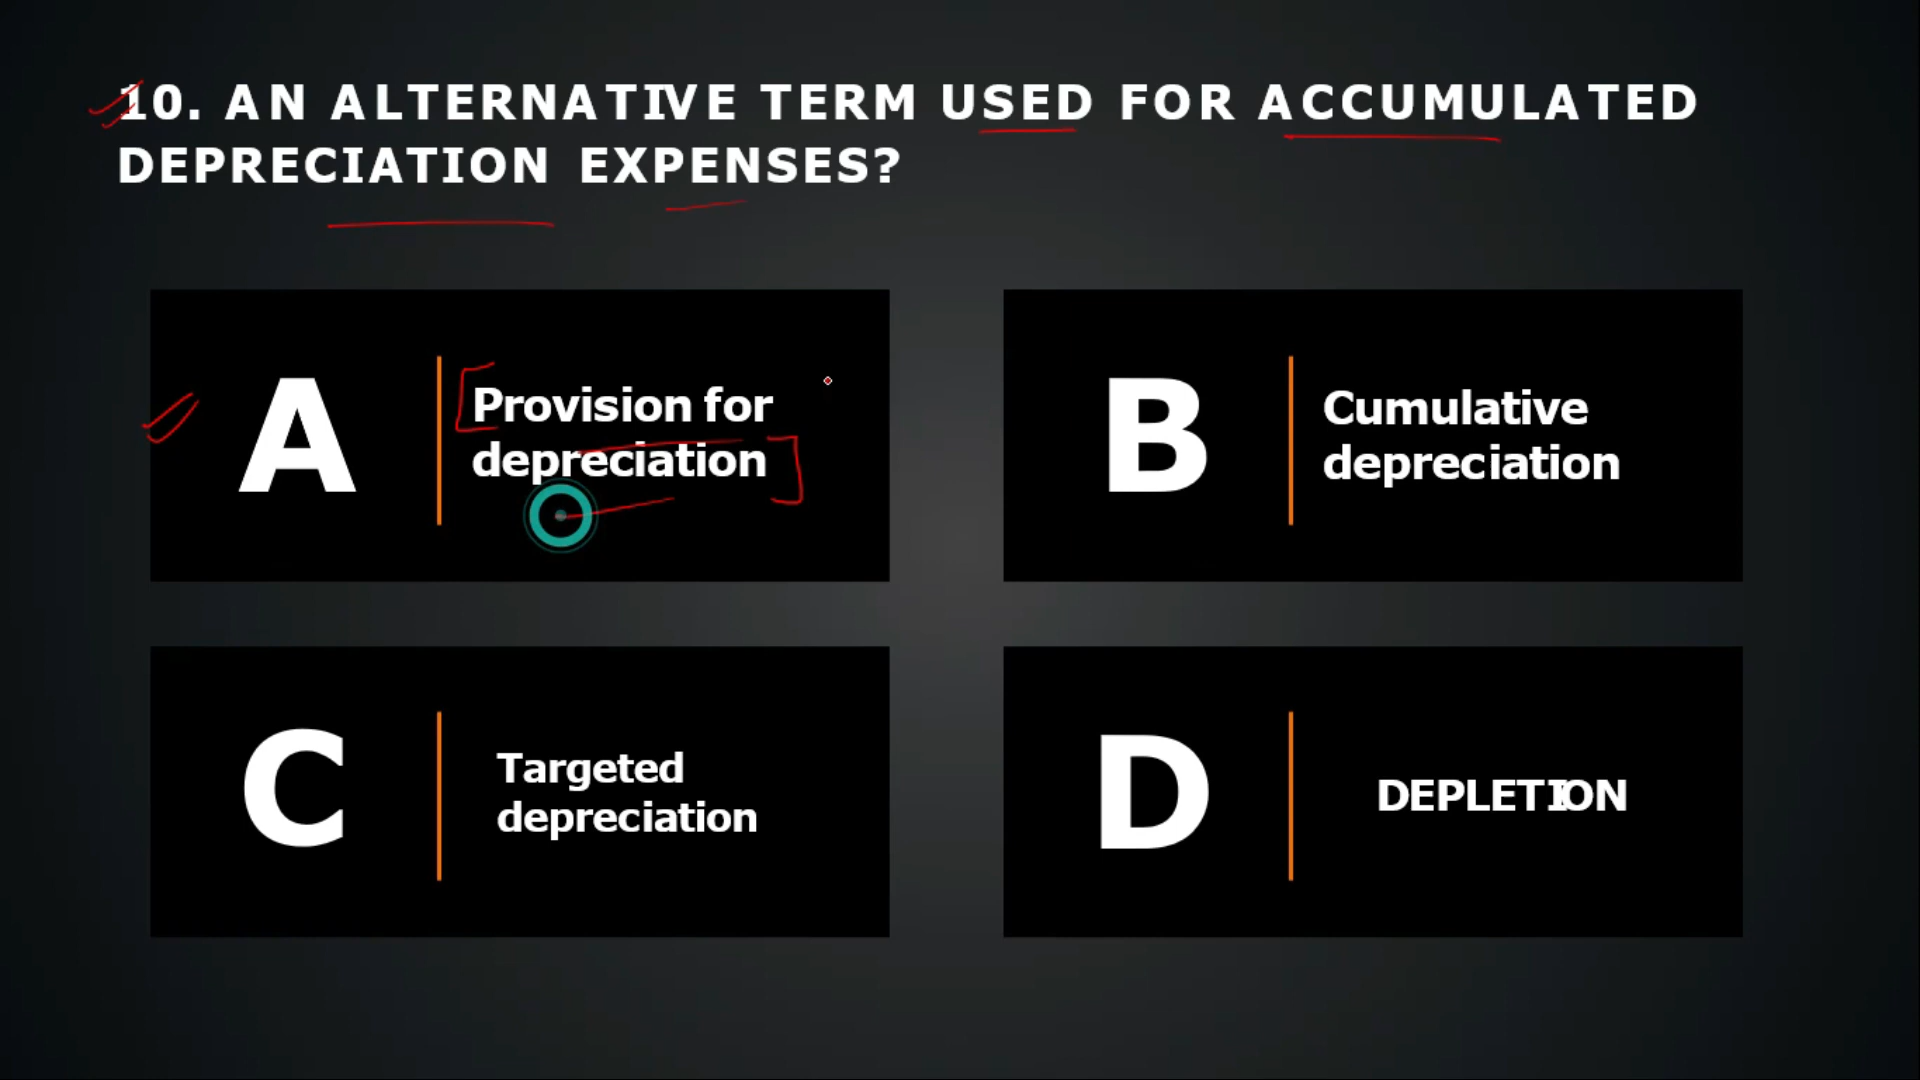 10. AN ALTERNATIVE TERM USED FOR ACCUMULATED
DEPRECIATION EXPENSES?
A
Provision for
depreciation
B
Cumulative
depreciation
C
Targeted
depreciation
D
DEPLETION